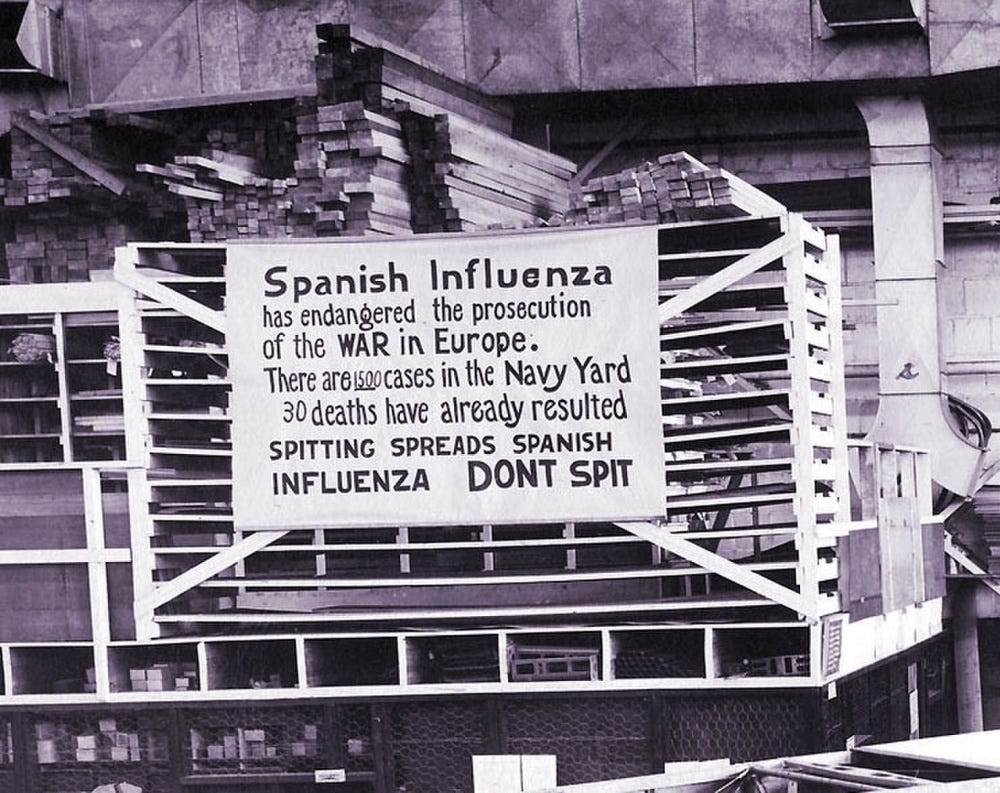 Spanish Influenza
has endangered the prosecution
of the WAR in Europe.
There are 1500 cases in the Navy Yard
30 deaths have already resulted
SPITTING SPREADS SPANISH
INFLUENZA DONT SPIT